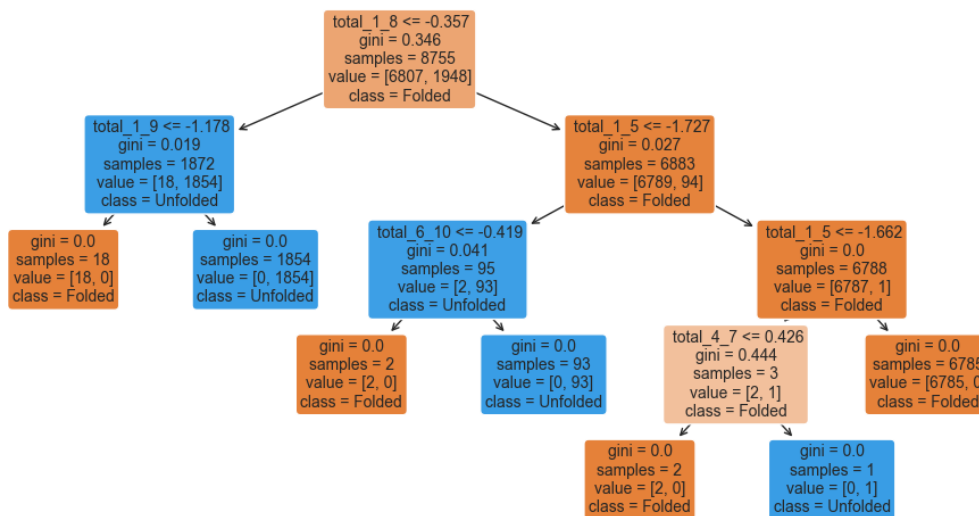 total_1_8 <= -0.357
gini = 0.346
samples = 8755
value = [6807, 1948]
class = Folded
total_1_9 <= -1.178
gini = 0.019
samples = 1872
value = [18, 1854]
class = Unfolded
total_1_5 <= -1.727
gini = 0.027
samples = 6883
value = [6789, 94]
class = Folded
gini = 0.0
samples = 18
value = [18, 0]
class = Folded
gini = 0.0
samples = 1854
value = [0, 1854]
class = Unfolded
total_6_10 <= -0.419
gini = 0.041
samples = 95
value = [2, 93]
class = Unfolded
total_1_5 <= -1.662
gini = 0.0
samples = 6788
value = [6787, 1]
class = Folded
gini = 0.0
samples = 2
value = [2, 0]
class = Folded
gini = 0.0
samples = 93
value = [0, 93]
class = Unfolded
total_4_7 <= 0.426
gini = 0.444
samples = 3
value = [2, 1]
class = Folded
gini = 0.0
samples = 6785
value = [6785, 0
class = Folded
gini = 0.0
samples = 2
value = [2, 0]
class = Folded
gini = 0.0
samples = 1
value = [0, 1]
class = Unfolded